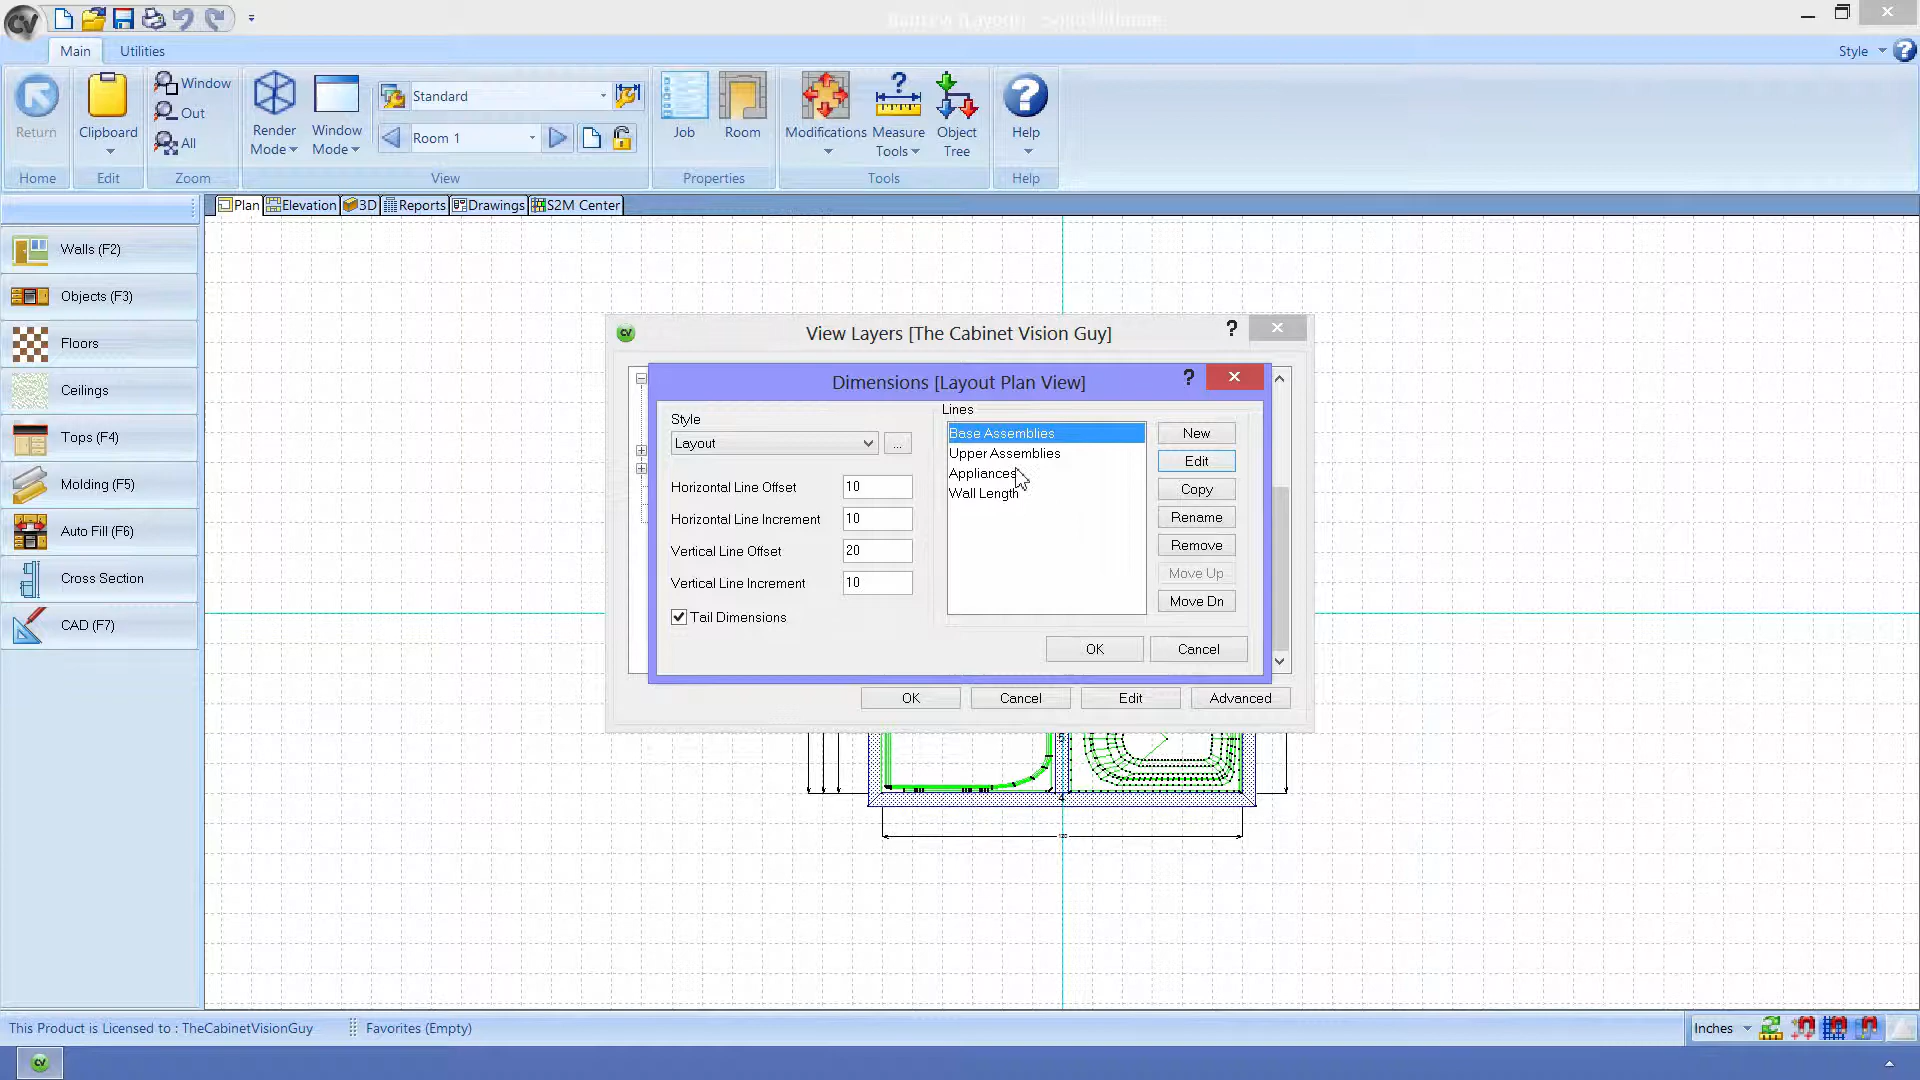 CV
Main
Utilities
Style
Return
Clipboard
Window
Out
All
Render Mode
Window Mode
Standard
Room 1
Job
Room
Modifications
Measure Tools
Object Tree
Help
Home
Edit
Zoom
View
Properties
Tools
Help
Plan
Elevation
3D
Reports
Drawings
S2M Center
Walls (F2)
Objects (F3)
Floors
Ceilings
Tops (F4)
Molding (F5)
Auto Fill (F6)
Cross Section
CAD (F7)
View Layers [The Cabinet Vision Guy]
Dimensions [Layout Plan View]
Style
Layout
...
Horizontal Line Offset
10
Horizontal Line Increment
10
Vertical Line Offset
20
Vertical Line Increment
10
Tail Dimensions
Lines
Base Assemblies
Upper Assemblies
Appliances
Wall Length
New
Edit
Copy
Rename
Remove
Move Up
Move Dn
OK
Cancel
OK
Cancel
Edit
Advanced
120
This Product is Licensed to : TheCabinetVisionGuy
Favorites (Empty)
Inches